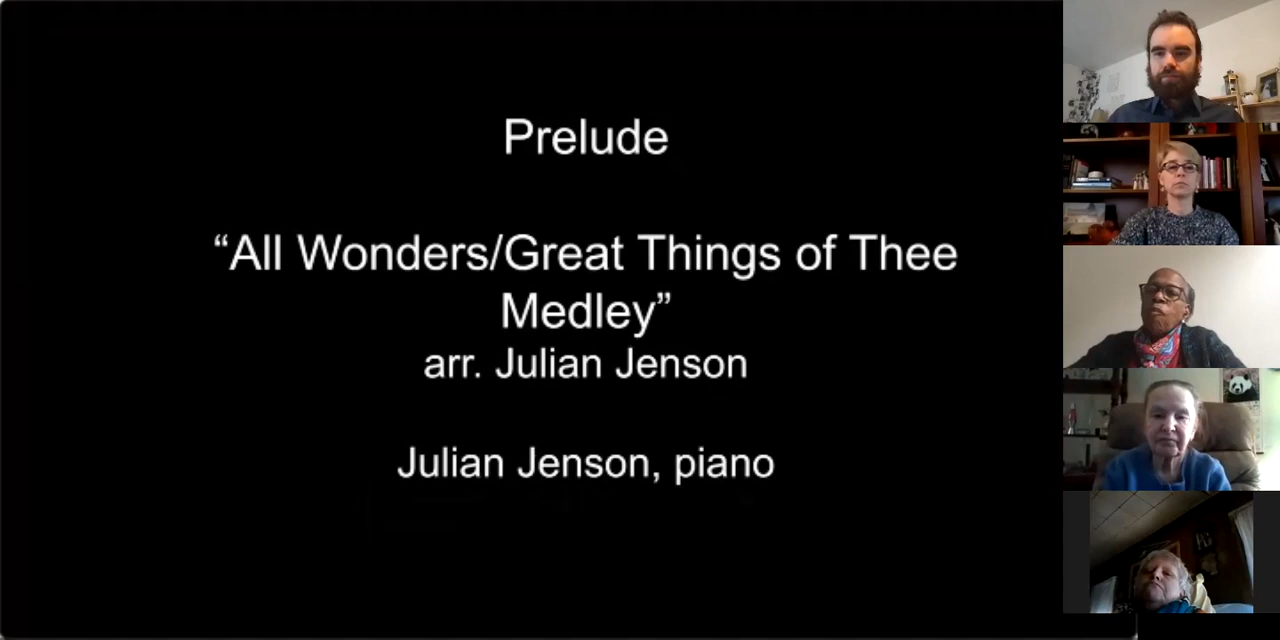 Prelude
“All Wonders/Great Things of Thee
Medley”
arr. Julian Jenson
Julian Jenson, piano